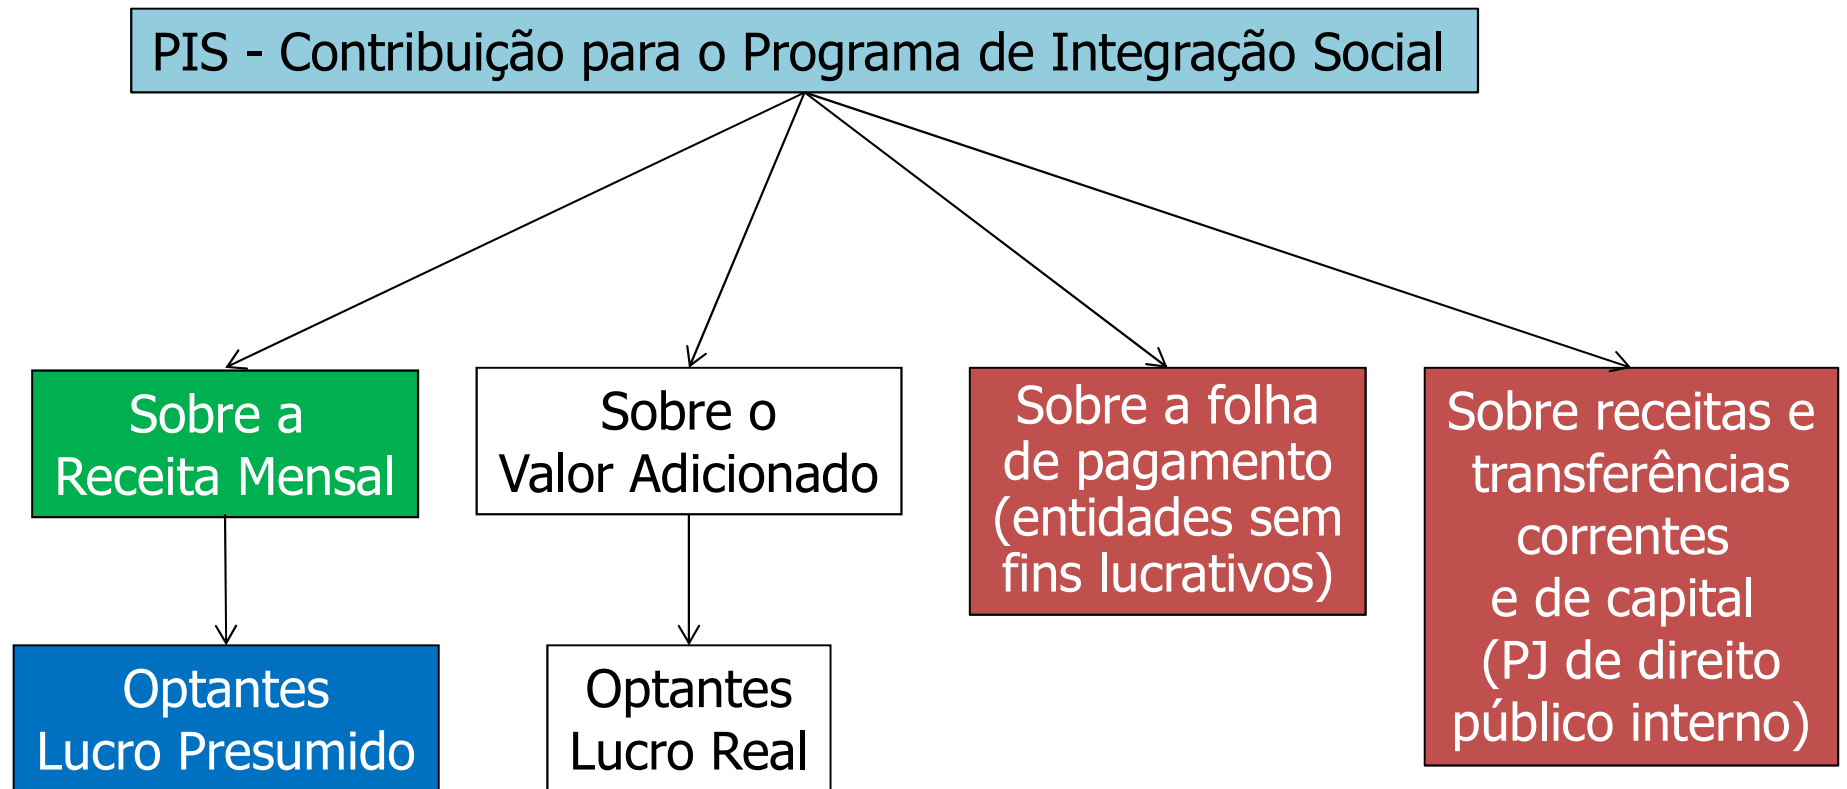 PIS - Contribuição para o Programa de Integração Social
Sobre a
Receita Mensal
Sobre o
Valor Adicionado
Sobre a folha
de pagamento
(entidades sem
fins lucrativos)
Sobre receitas e
transferências
correntes
e de capital
(PJ de direito
público interno)
Optantes
Lucro Presumido
Optantes
Lucro Real